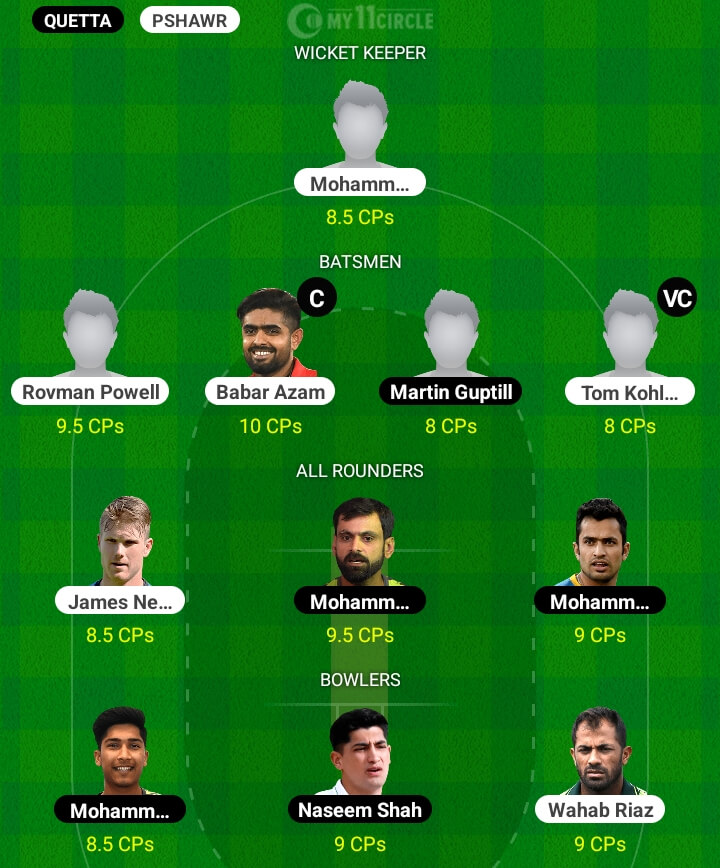 QUETTA PSHAWR MY11CIRCLE
WICKET KEEPER
Mohamm...
8.5 CPs
BATSMEN
C VC
Rovman Powell Babar Azam Martin Guptill Tom Kohl...
9.5 CPs 10 CPs 8 CPs 8 CPs
ALL ROUNDERS
James Ne... Mohamm... Mohamm...
8.5 CPs 9.5 CPs 9 CPs
BOWLERS
Mohamm... Naseem Shah Wahab Riaz
8.5 CPs 9 CPs 9 CPs